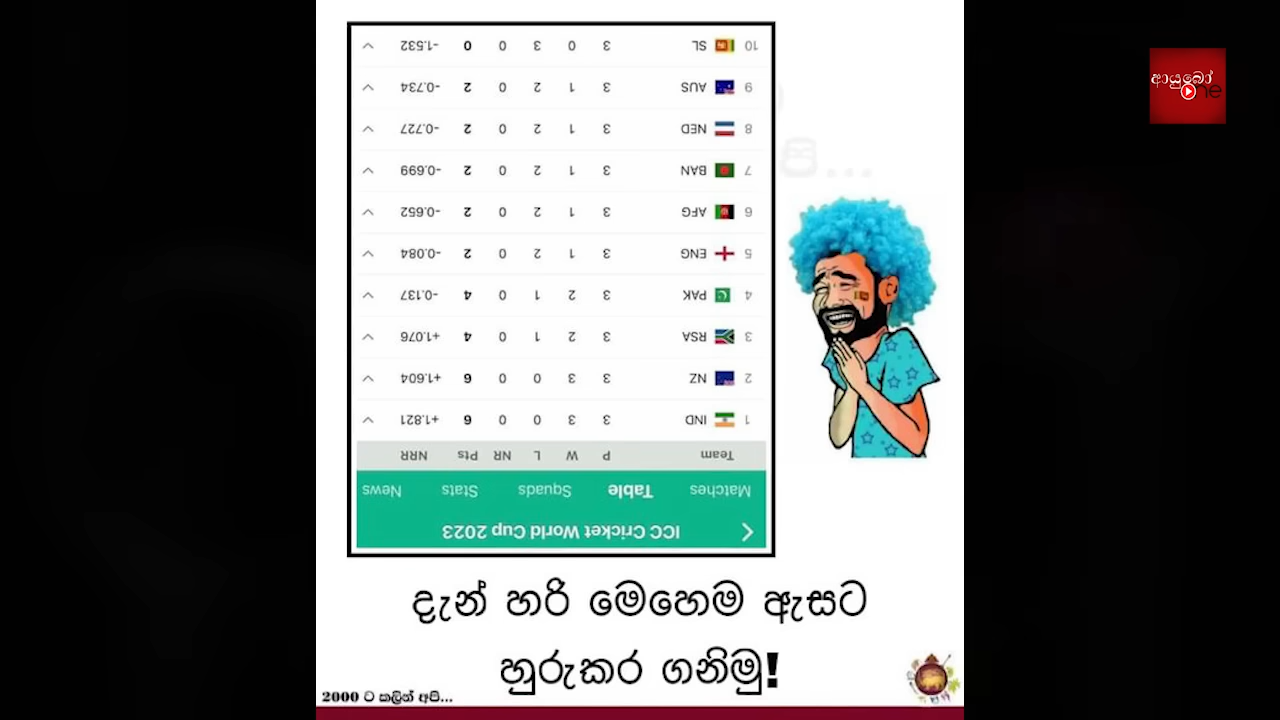 10 SL 3 0 3 0 0 -1.532
9 AUS 3 1 2 0 2 -0.734
8 NED 3 1 2 0 2 -0.727
7 BAN 3 1 2 0 2 -0.699
6 AFG 3 1 2 0 2 -0.652
5 ENG 3 1 2 0 2 -0.084
4 PAK 3 2 1 0 4 -0.137
3 RSA 3 2 1 0 4 +1.076
2 NZ 3 3 0 0 6 +1.604
1 IND 3 3 0 0 6 +1.821
Team P W L NR Pts NRR
Matches Table Squads Stats News
ICC Cricket World Cup 2023
ආයුබෝ
one
දැන් හරි මෙහෙම ඇසට
හුරුකර ගනිමු!
2000 ට කලින් අපි...